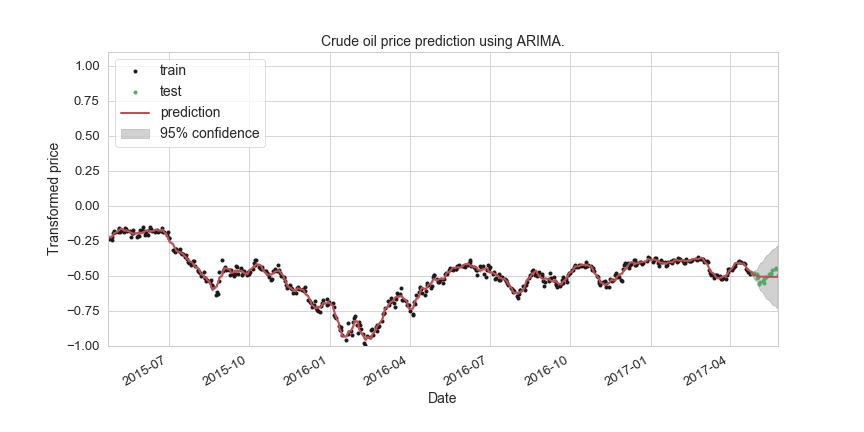 Crude oil price prediction using ARIMA.
train
test
prediction
95% confidence
Transformed price
1.00
0.75
0.50
0.25
0.00
−0.25
−0.50
−0.75
−1.00
2015-07
2015-10
2016-01
2016-04
2016-07
2016-10
2017-01
2017-04
Date